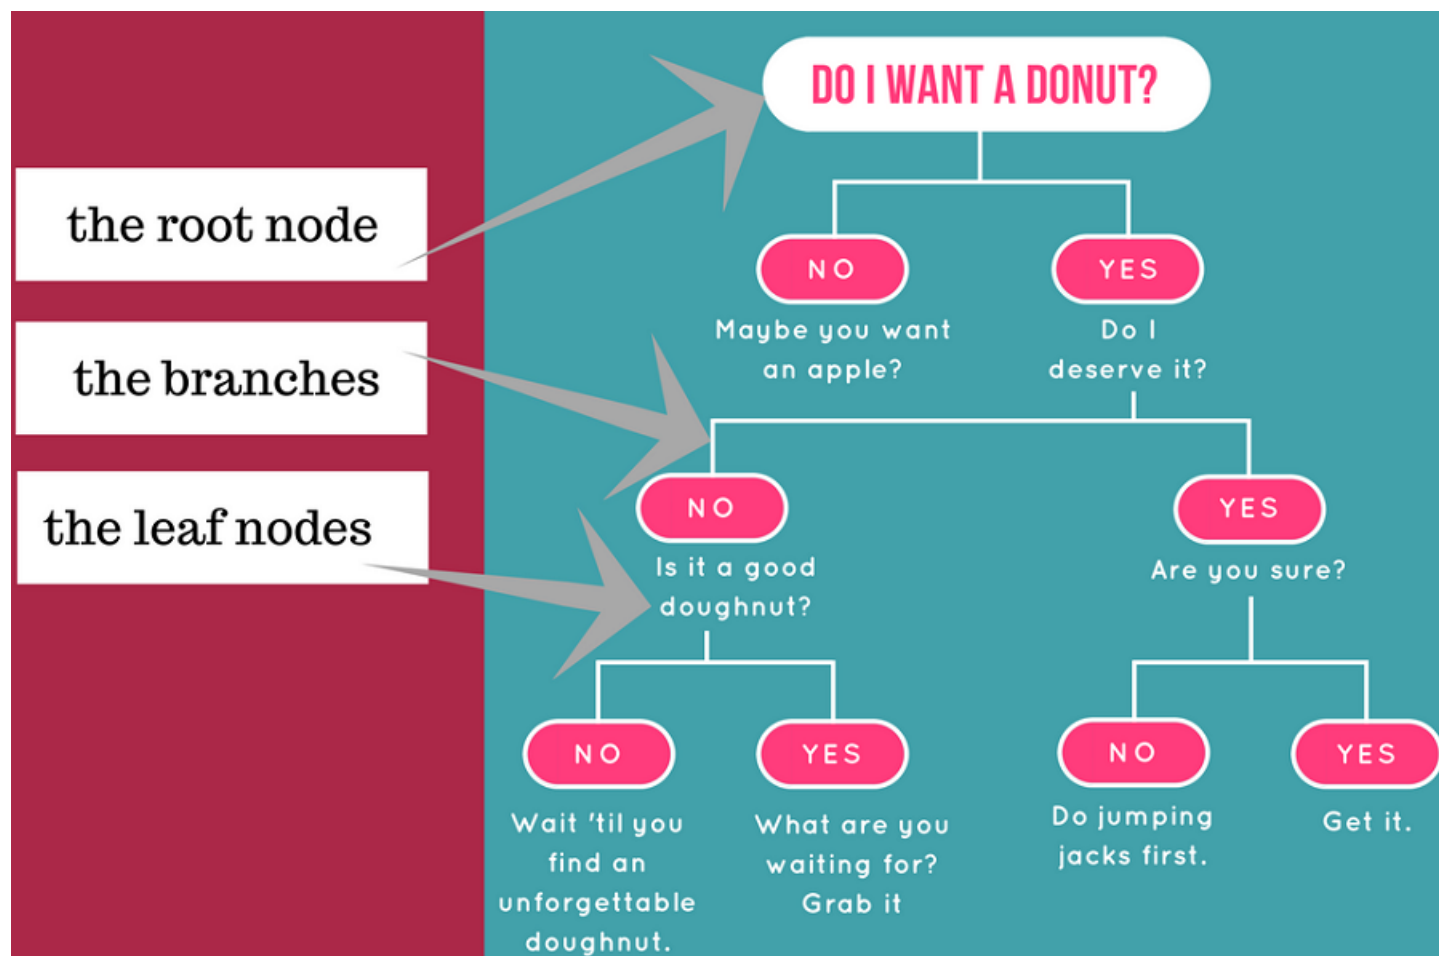 DO I WANT A DONUT?
the root node
NO
YES
Maybe you want
an apple?
Do I
deserve it?
the branches
the leaf nodes
NO
YES
Is it a good
doughnut?
Are you sure?
NO
YES
NO
YES
Wait 'til you
find an
unforgettable
doughnut.
What are you
waiting for?
Grab it
Do jumping
jacks first.
Get it.